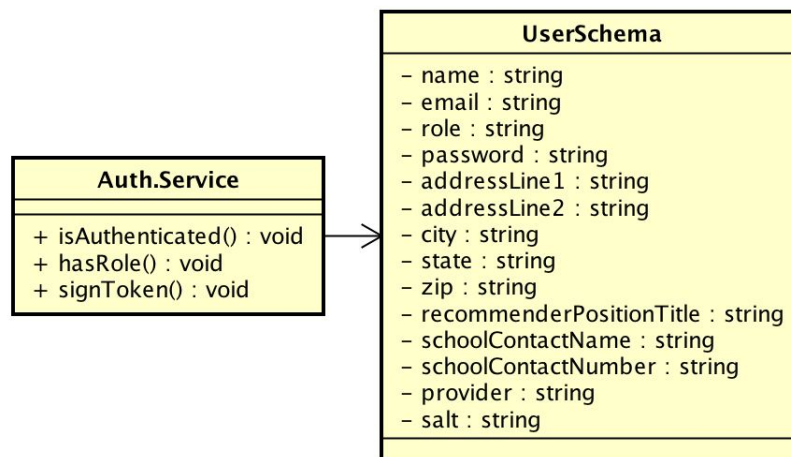 Auth.Service
+ isAuthenticated() : void
+ hasRole() : void
+ signToken() : void
UserSchema
- name : string
- email : string
- role : string
- password : string
- addressLine1 : string
- addressLine2 : string
- city : string
- state : string
- zip : string
- recommenderPositionTitle : string
- schoolContactName : string
- schoolContactNumber : string
- provider : string
- salt : string